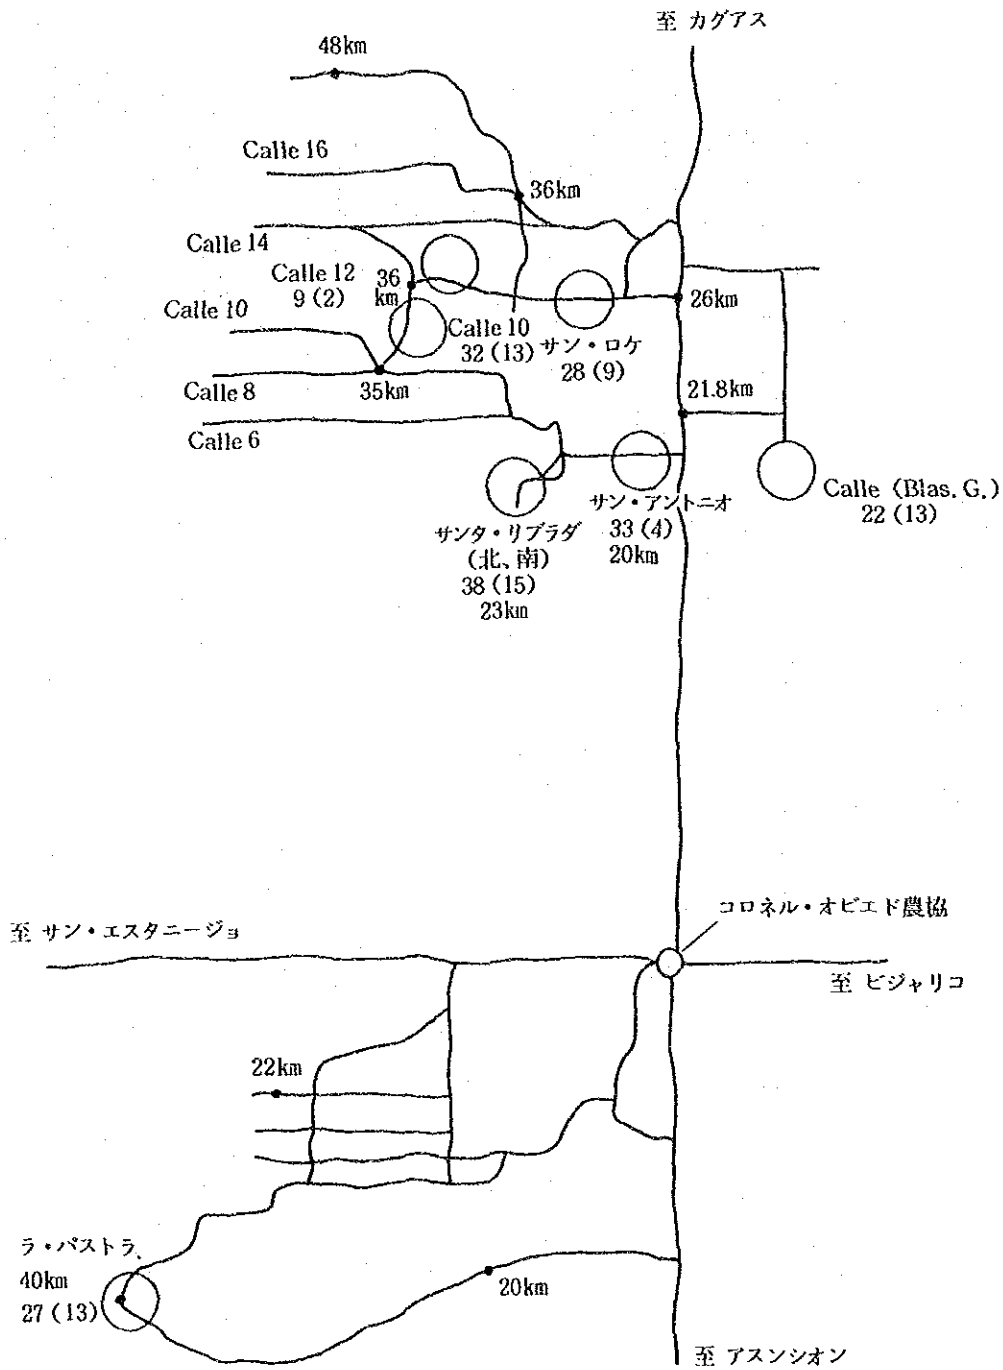 至 カグアス
48km
Calle 16
36km
Calle 14
Calle 12
9 (2)
36
km
26km
Calle 10
Calle 10
32 (13)
サン・ロケ
28 (9)
Calle 8
35km
21.8km
Calle 6
サン・アントニオ
33 (4)
20km
Calle (Blas. G.)
22 (13)
サンタ・リブラダ
(北、南)
38 (15)
23km
コロネル・オビエド農協
至 サン・エスタニージョ
至 ビジャリコ
22km
ラ・パストラ
40km
27 (13)
20km
至 アスンシオン